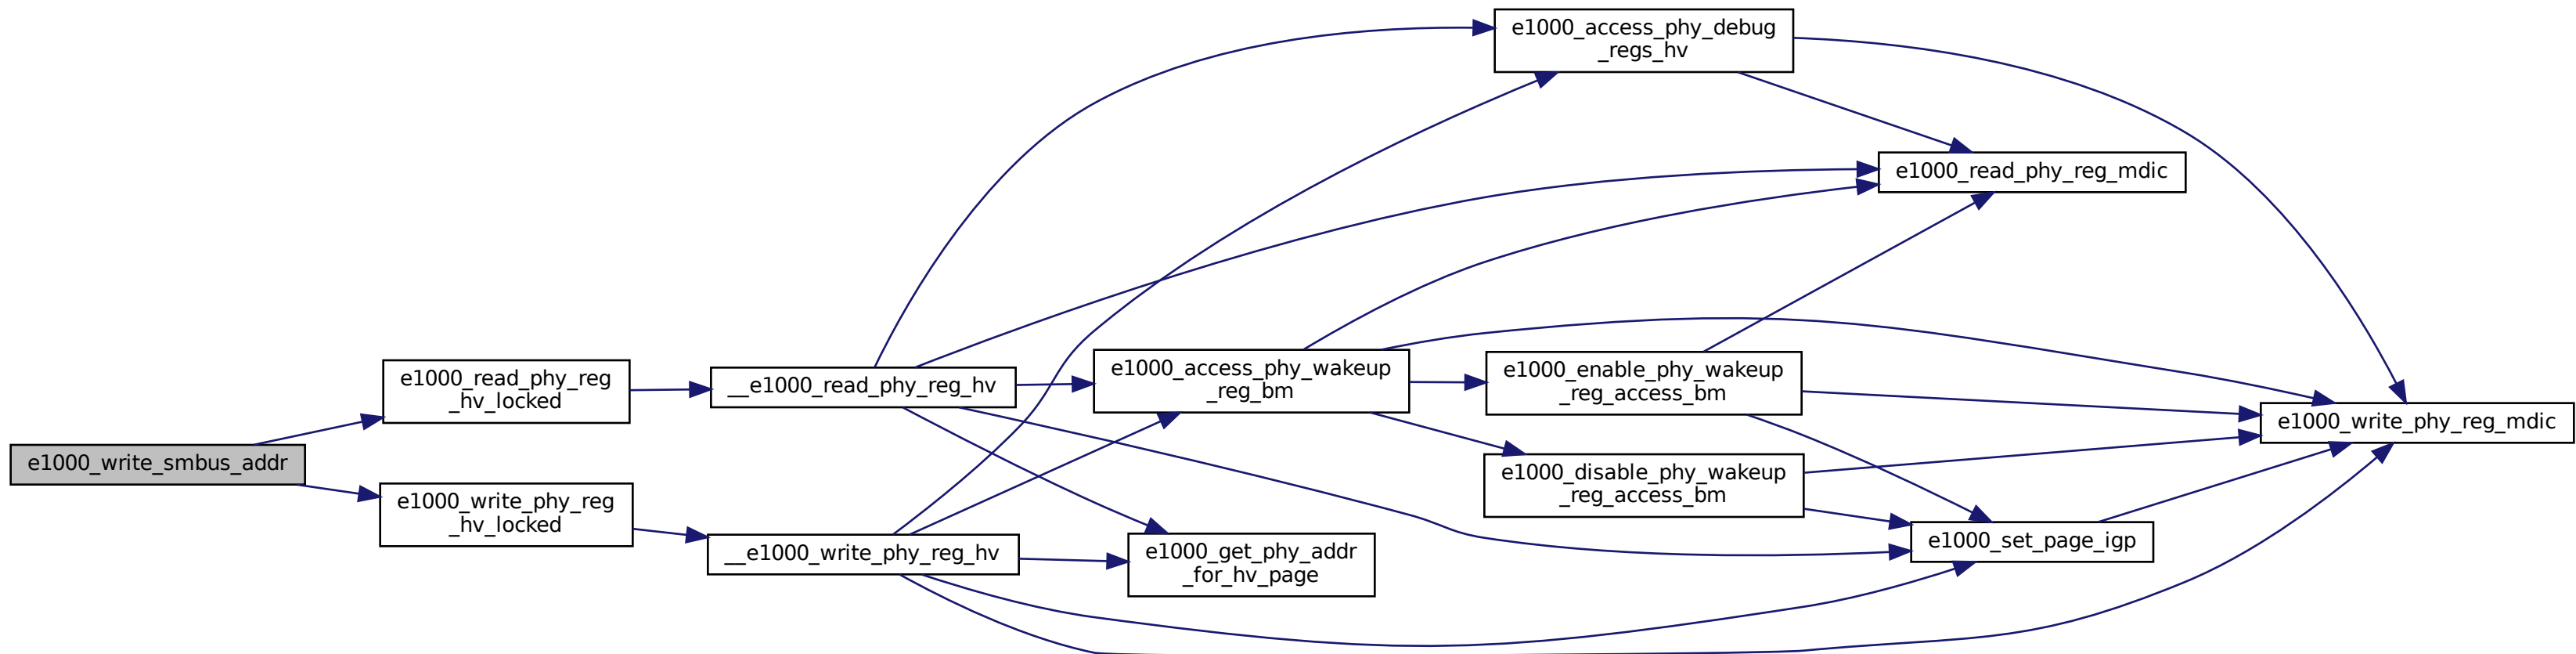 e1000_access_phy_debug
_regs_hv
e1000_read_phy_reg_mdic
e1000_read_phy_reg
_hv_locked
__e1000_read_phy_reg_hv
e1000_access_phy_wakeup
_reg_bm
e1000_enable_phy_wakeup
_reg_access_bm
e1000_write_phy_reg_mdic
e1000_write_smbus_addr
e1000_disable_phy_wakeup
_reg_access_bm
e1000_write_phy_reg
_hv_locked
__e1000_write_phy_reg_hv
e1000_get_phy_addr
_for_hv_page
e1000_set_page_igp